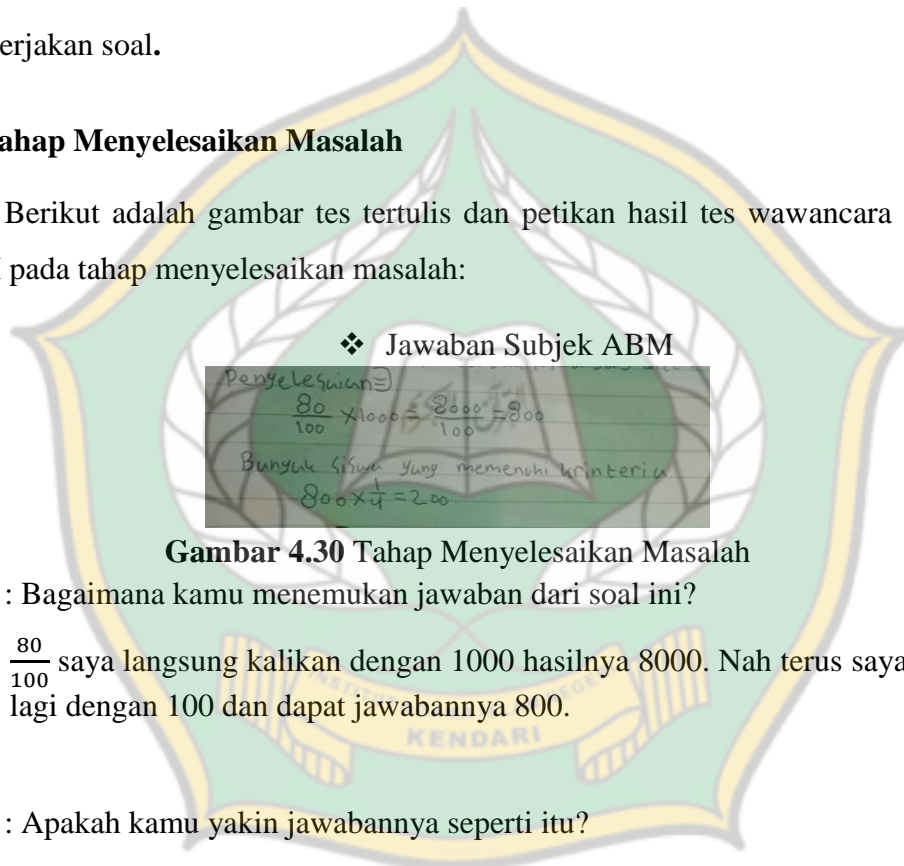 erjakan soal.
ahap Menyelesaikan Masalah
Berikut adalah gambar tes tertulis dan petikan hasil tes wawancara
pada tahap menyelesaikan masalah:
❖ Jawaban Subjek ABM
Penyelesaian =)
80/100 × 1000 = 8000/100 = 800
Banyak siswa yang memenuhi krinteria
800 × 1/4 = 200
Gambar 4.30 Tahap Menyelesaikan Masalah
: Bagaimana kamu menemukan jawaban dari soal ini?
80/100 saya langsung kalikan dengan 1000 hasilnya 8000. Nah terus saya
lagi dengan 100 dan dapat jawabannya 800.
KENDARI
: Apakah kamu yakin jawabannya seperti itu?